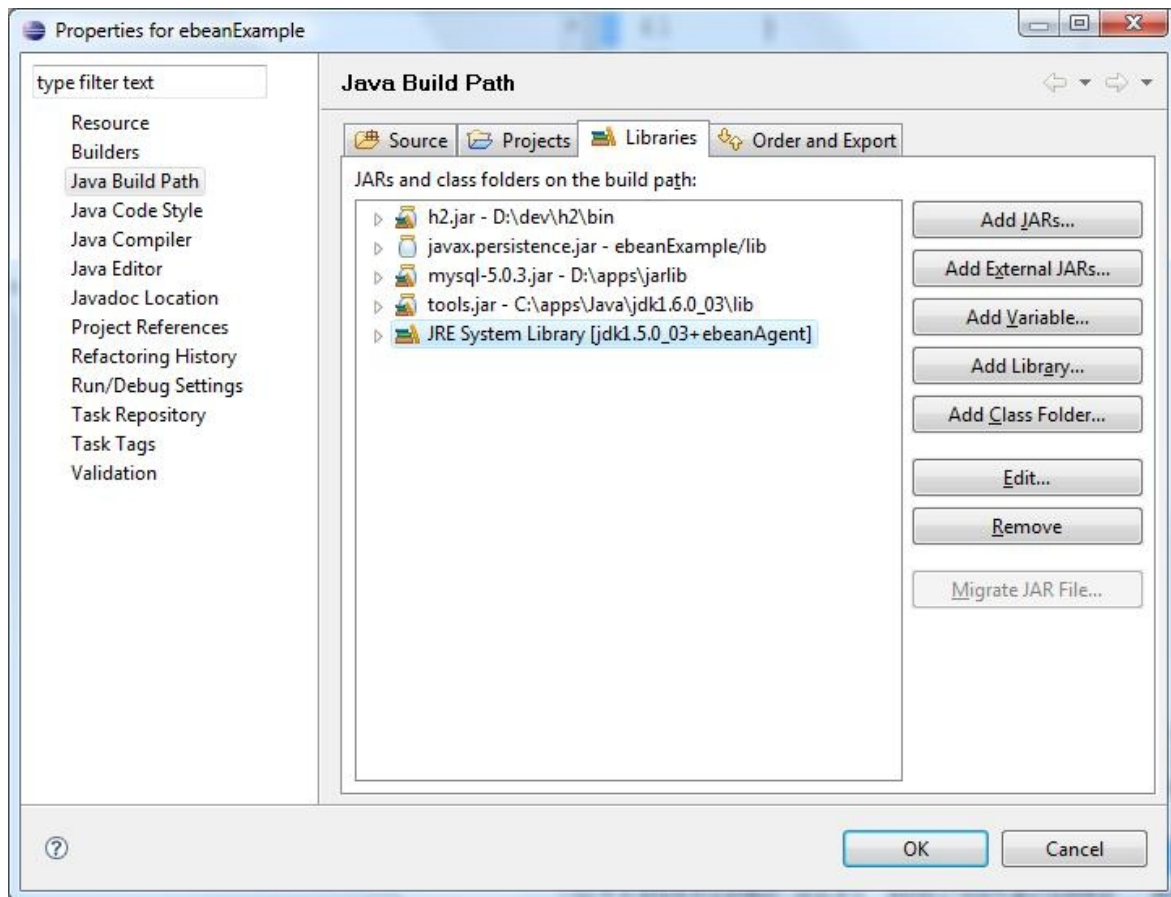 Properties for ebeanExample
type filter text
Resource
Builders
Java Build Path
Java Code Style
Java Compiler
Java Editor
Javadoc Location
Project References
Refactoring History
Run/Debug Settings
Task Repository
Task Tags
Validation
Java Build Path
Source Projects Libraries Order and Export
JARs and class folders on the build path:
h2.jar - D:\dev\h2\bin
javax.persistence.jar - ebeanExample/lib
mysql-5.0.3.jar - D:\apps\jarlib
tools.jar - C:\apps\Java\jdk1.6.0_03\lib
JRE System Library [jdk1.5.0_03+ebeanAgent]
Add JARs...
Add External JARs...
Add Variable...
Add Library...
Add Class Folder...
Edit...
Remove
Migrate JAR File...
?
OK Cancel